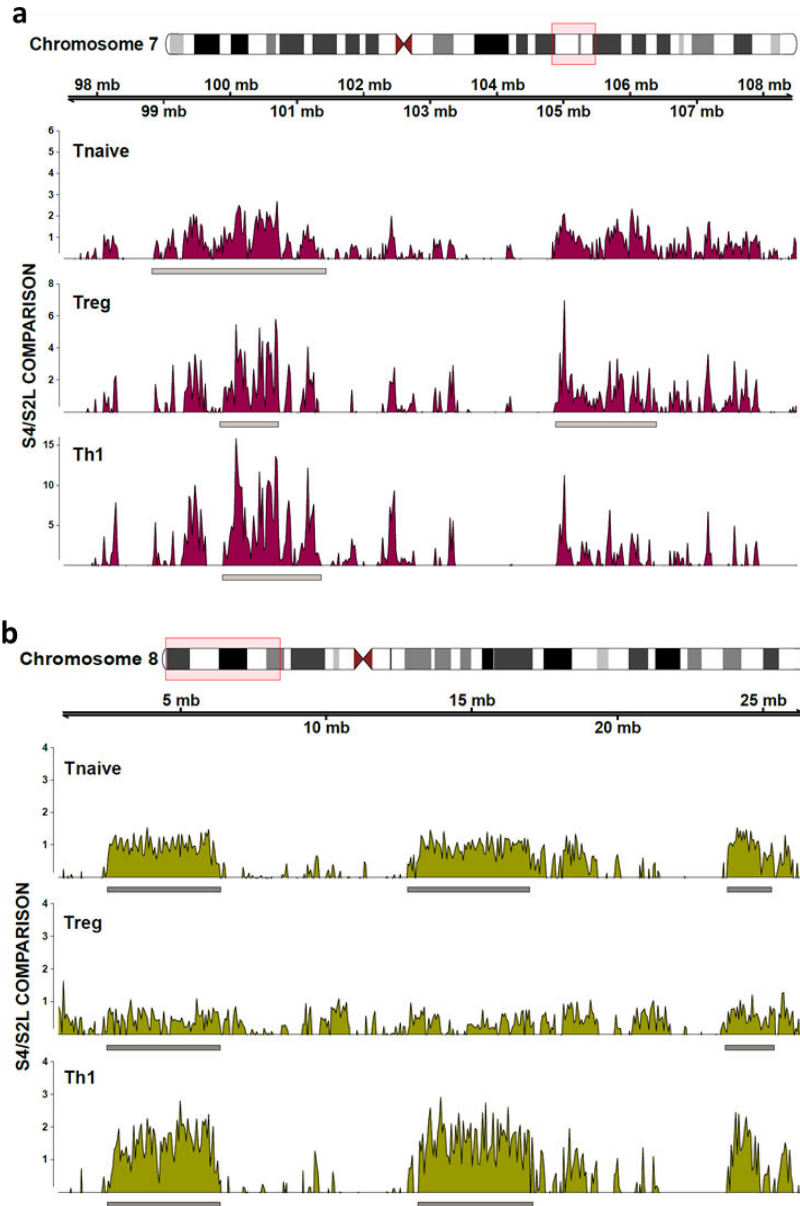 a
Chromosome 7
98 mb 100 mb 102 mb 104 mb 106 mb 108 mb
99 mb 101 mb 103 mb 105 mb 107 mb
S4/S2L COMPARISON
Tnaive
6
5
4
3
2
1
Treg
8
6
4
2
Th1
15
10
5
b
Chromosome 8
5 mb 15 mb 25 mb
10 mb 20 mb
S4/S2L COMPARISON
Tnaive
4
3
2
1
Treg
4
3
2
1
Th1
4
3
2
1